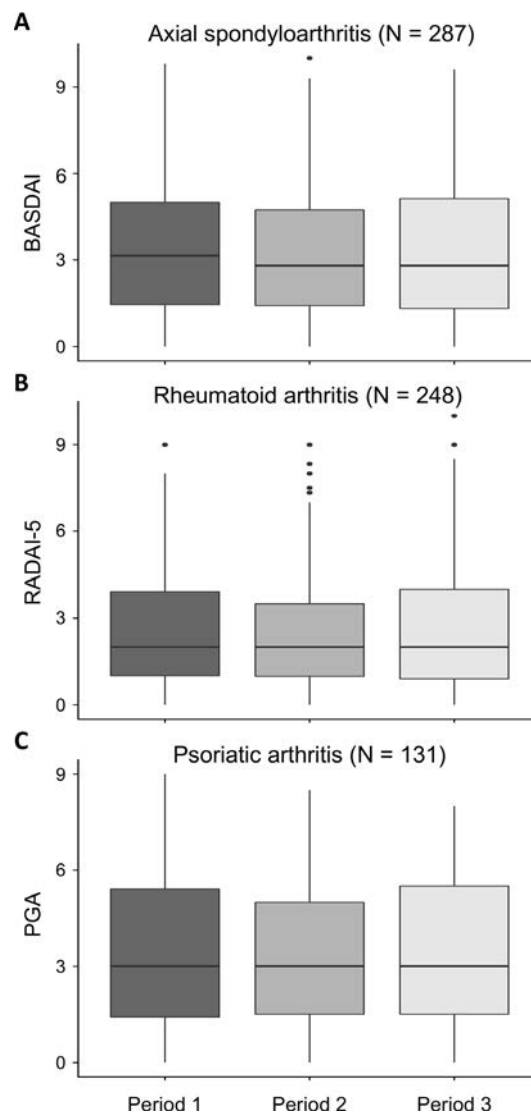 A
Axial spondyloarthritis (N = 287)
9
6
3
0
BASDAI
B
Rheumatoid arthritis (N = 248)
9
6
3
0
RADAI-5
C
Psoriatic arthritis (N = 131)
9
6
3
0
PGA
Period 1 Period 2 Period 3